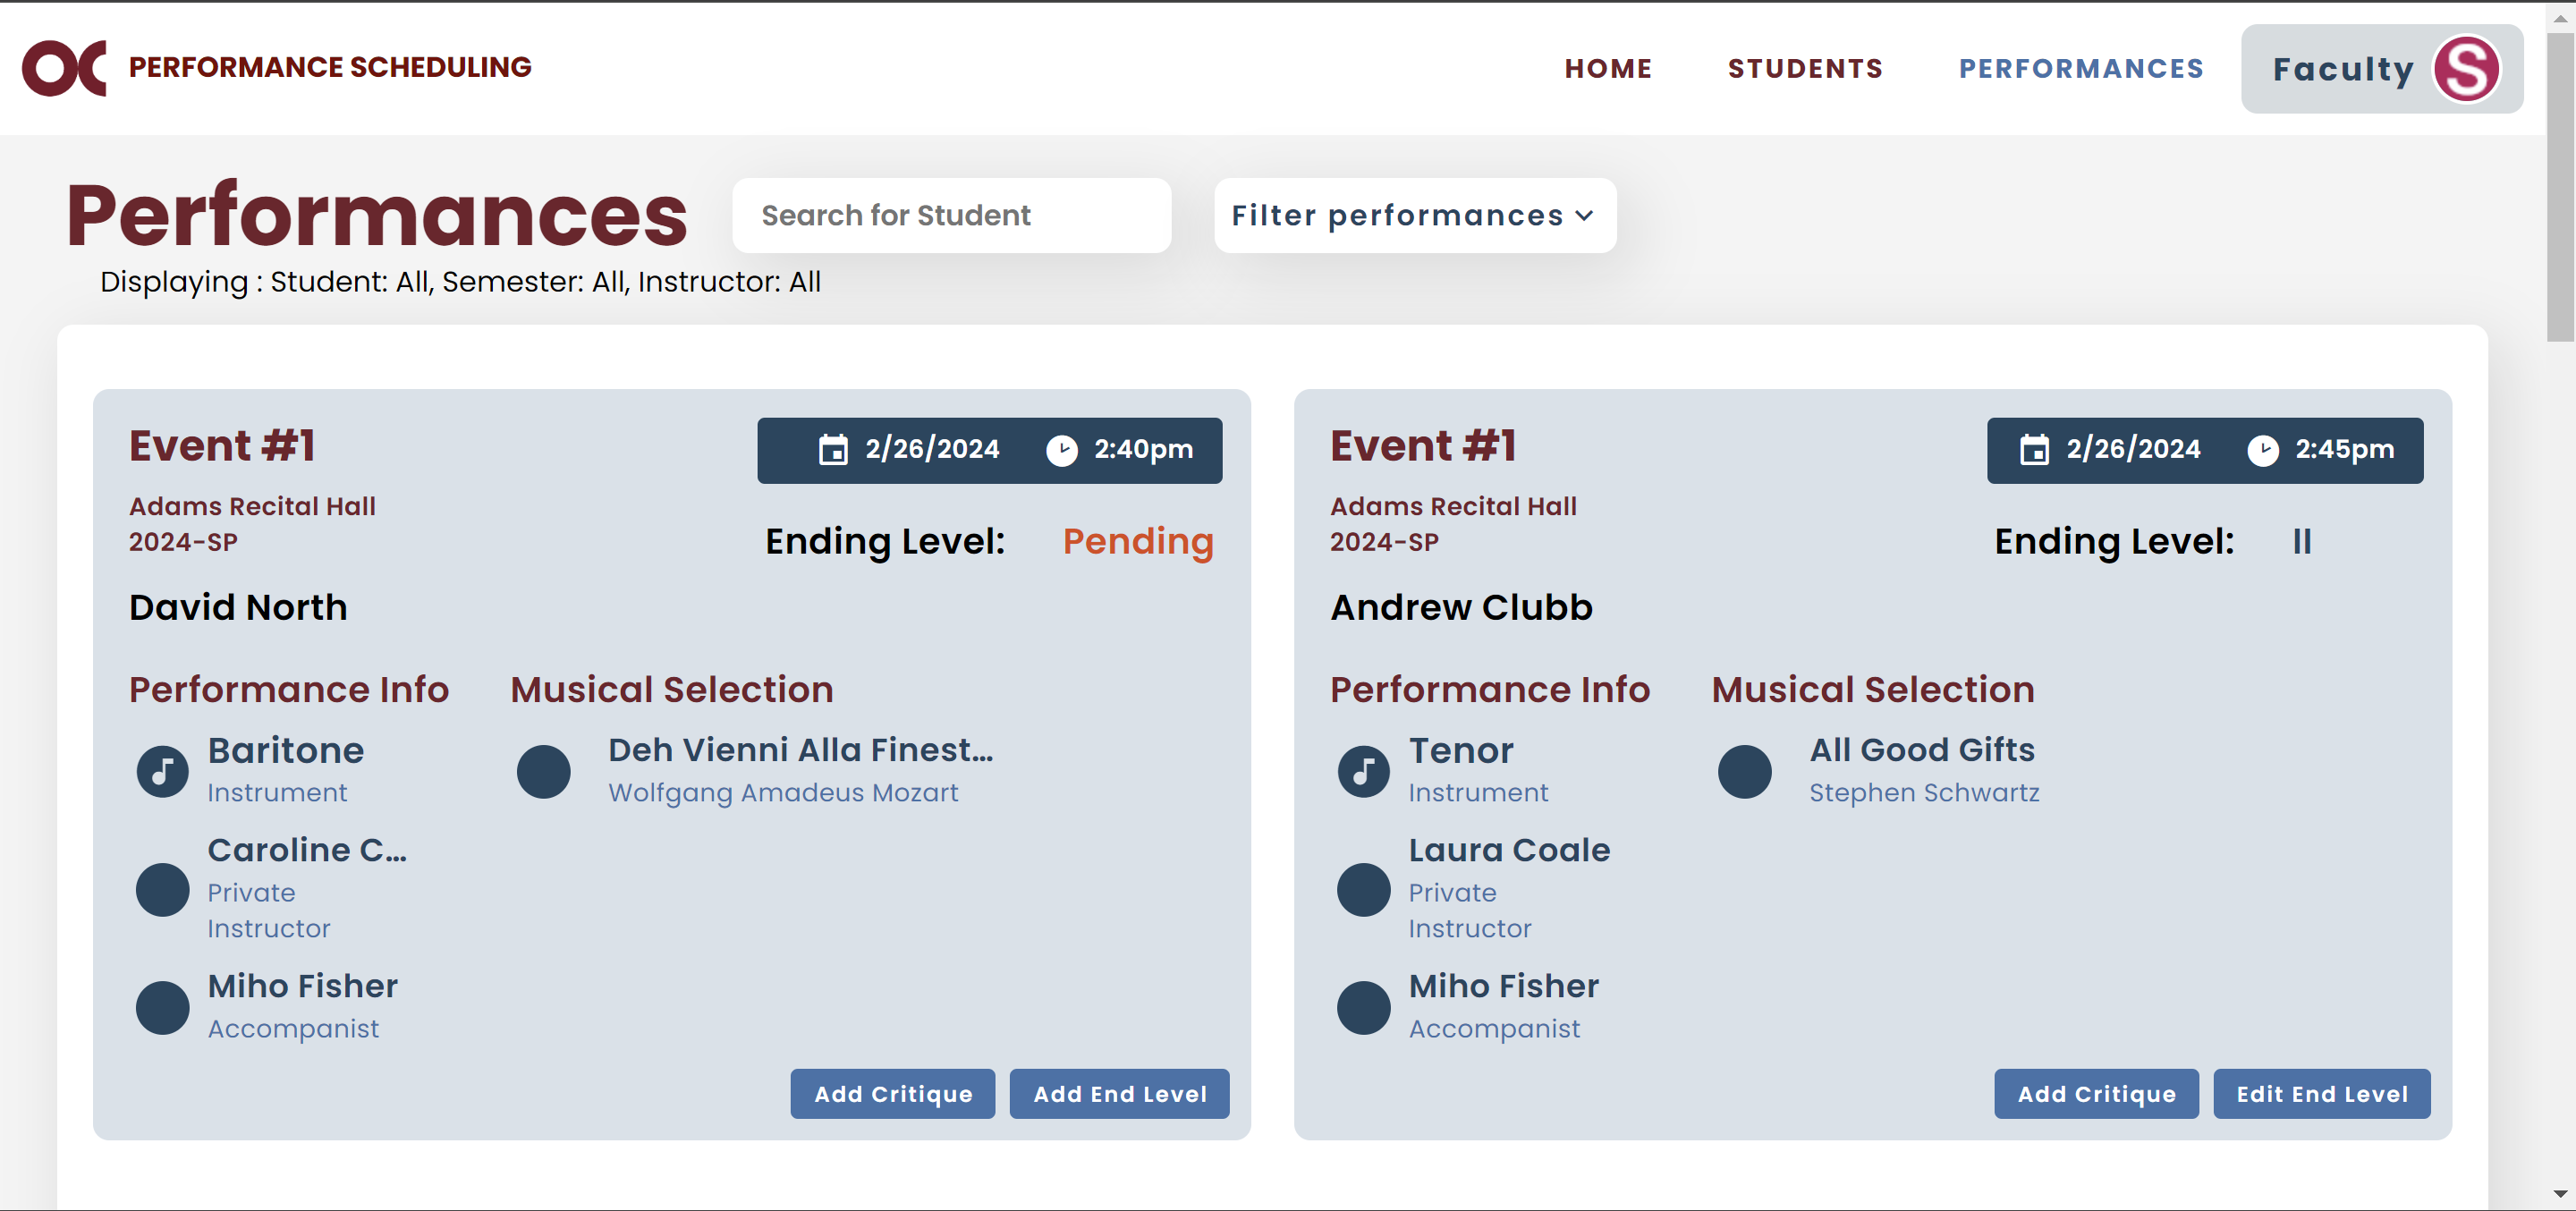 OC PERFORMANCE SCHEDULING
HOME STUDENTS PERFORMANCES Faculty S
Performances
Search for Student
Filter performances
Displaying : Student: All, Semester: All, Instructor: All
Event #1
2/26/2024 2:40pm
Adams Recital Hall
2024-SP
Ending Level: Pending
David North
Performance Info
Musical Selection
Baritone
Instrument
Deh Vienni Alla Finest...
Wolfgang Amadeus Mozart
Caroline C...
Private
Instructor
Miho Fisher
Accompanist
Add Critique
Add End Level
Event #1
2/26/2024 2:45pm
Adams Recital Hall
2024-SP
Ending Level: II
Andrew Clubb
Performance Info
Musical Selection
Tenor
Instrument
All Good Gifts
Stephen Schwartz
Laura Coale
Private
Instructor
Miho Fisher
Accompanist
Add Critique
Edit End Level